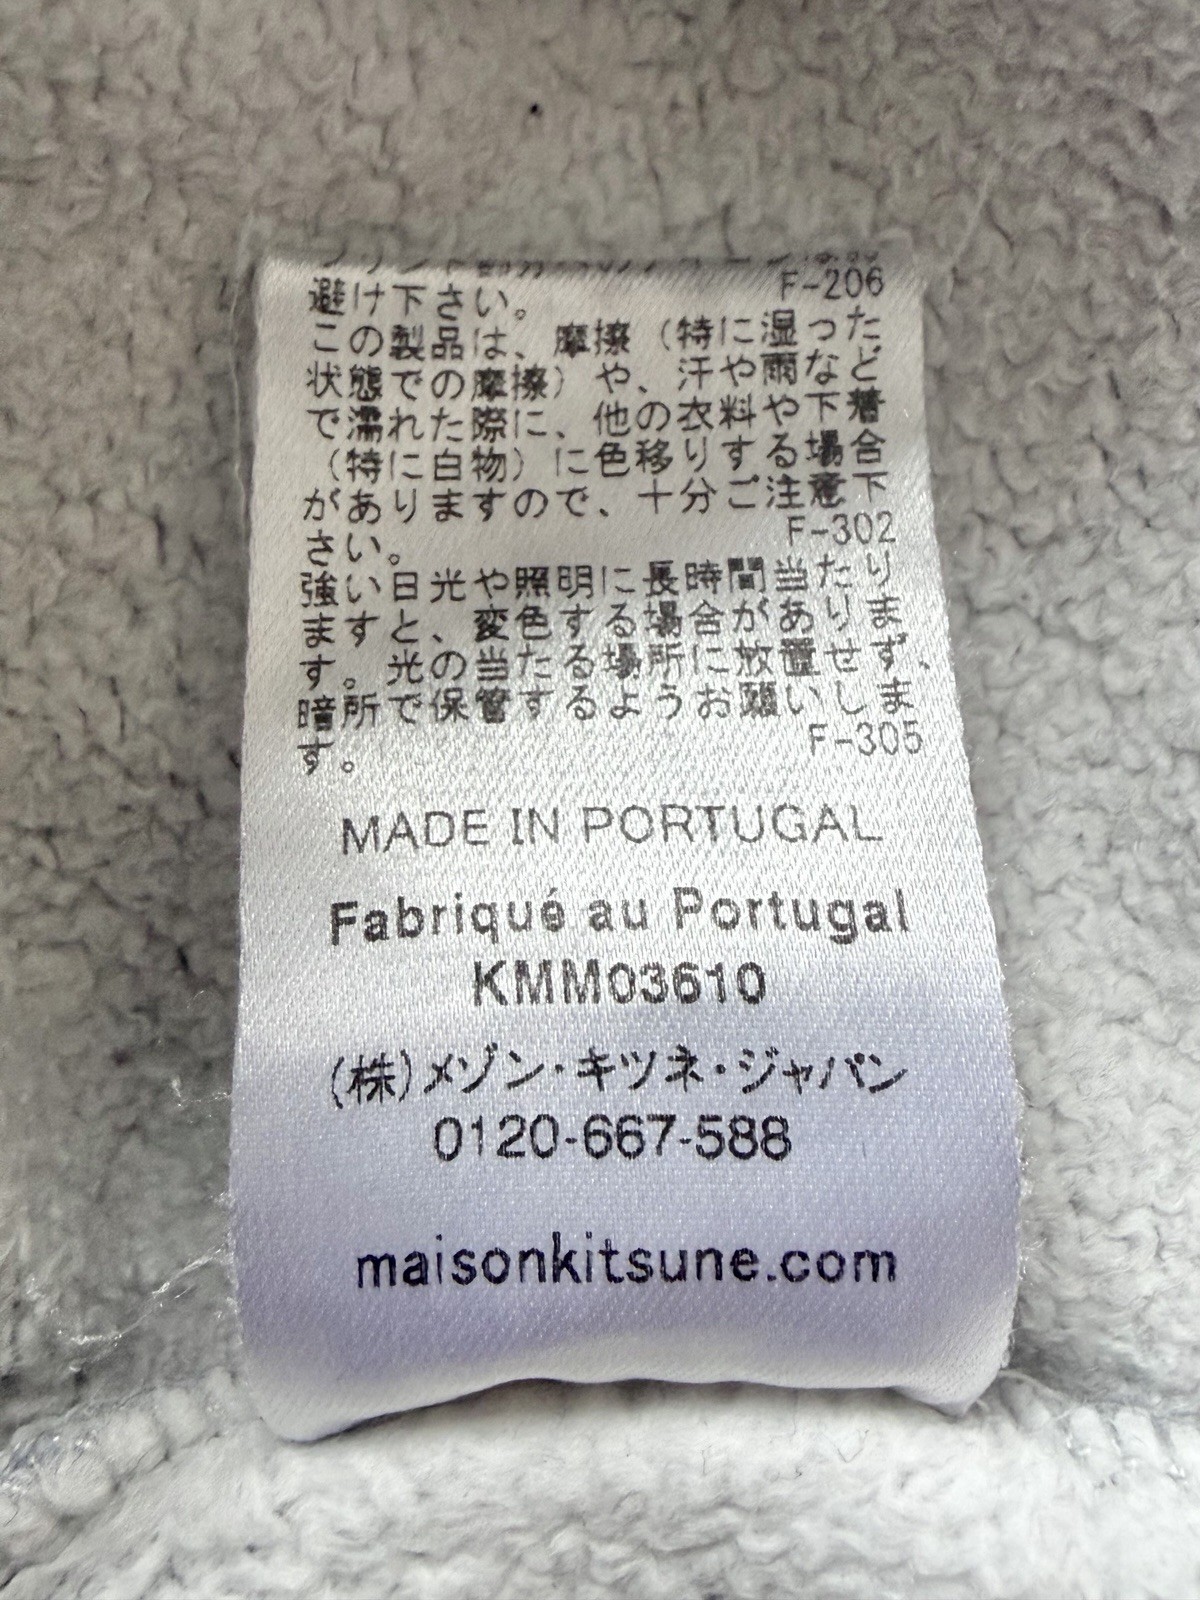 避け下さい。 F-206
この製品は、摩擦（特に湿った
状態での摩擦）や、汗や雨など
で濡れた際に、他の衣料や下着
（特に白物）に色移りする場合
がありますので、十分ご注意下
さい。 F-302
強い日光や照明に長時間当たり
ますと、変色する場合がありま
す。光の当たる場所に放置せず、
暗所で保管するようお願いしま
す。 F-305
MADE IN PORTUGAL
Fabriqué au Portugal
KMM03610
(株)メゾン・キツネ・ジャパン
0120-667-588
maisonkitsune.com